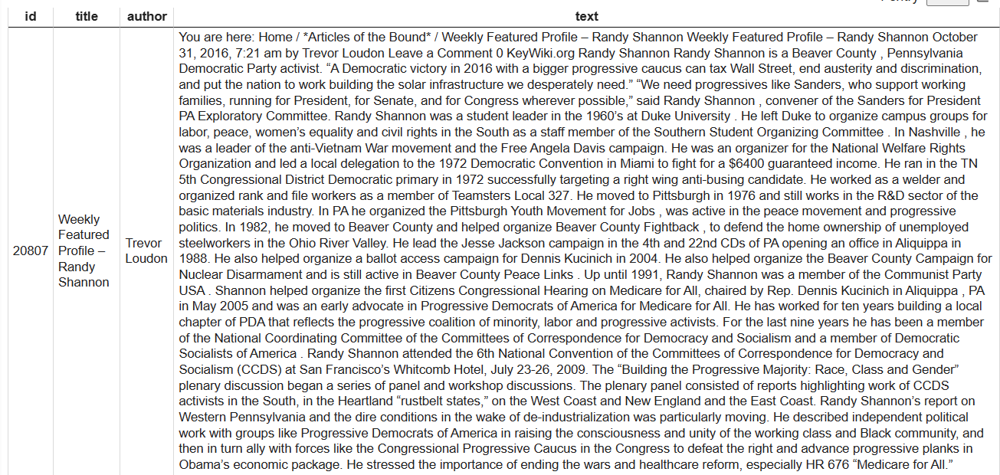 id title author text
You are here: Home / *Articles of the Bound* / Weekly Featured Profile – Randy Shannon Weekly Featured Profile – Randy Shannon October
31, 2016, 7:21 am by Trevor Loudon Leave a Comment 0 KeyWiki.org Randy Shannon Randy Shannon is a Beaver County , Pennsylvania
Democratic Party activist. “A Democratic victory in 2016 with a bigger progressive caucus can tax Wall Street, end austerity and discrimination,
and put the nation to work building the solar infrastructure we desperately need.” “We need progressives like Sanders, who support working
families, running for President, for Senate, and for Congress wherever possible,” said Randy Shannon , convener of the Sanders for President
PA Exploratory Committee. Randy Shannon was a student leader in the 1960’s at Duke University . He left Duke to organize campus groups for
labor, peace, women’s equality and civil rights in the South as a staff member of the Southern Student Organizing Committee . In Nashville , he
was a leader of the anti-Vietnam War movement and the Free Angela Davis campaign. He was an organizer for the National Welfare Rights
Organization and led a local delegation to the 1972 Democratic Convention in Miami to fight for a $6400 guaranteed income. He ran in the TN
5th Congressional District Democratic primary in 1972 successfully targeting a right wing anti-busing candidate. He worked as a welder and
organized rank and file workers as a member of Teamsters Local 327. He moved to Pittsburgh in 1976 and still works in the R&D sector of the
basic materials industry. In PA he organized the Pittsburgh Youth Movement for Jobs , was active in the peace movement and progressive
politics. In 1982, he moved to Beaver County and helped organize Beaver County Fightback , to defend the home ownership of unemployed
steelworkers in the Ohio River Valley. He lead the Jesse Jackson campaign in the 4th and 22nd CDs of PA opening an office in Aliquippa in
1988. He also helped organize a ballot access campaign for Dennis Kucinich in 2004. He also helped organize the Beaver County Campaign for
Nuclear Disarmament and is still active in Beaver County Peace Links . Up until 1991, Randy Shannon was a member of the Communist Party
USA . Shannon helped organize the first Citizens Congressional Hearing on Medicare for All, chaired by Rep. Dennis Kucinich in Aliquippa , PA
in May 2005 and was an early advocate in Progressive Democrats of America for Medicare for All. He has worked for ten years building a local
chapter of PDA that reflects the progressive coalition of minority, labor and progressive activists. For the last nine years he has been a member
of the National Coordinating Committee of the Committees of Correspondence for Democracy and Socialism and a member of Democratic
Socialists of America . Randy Shannon attended the 6th National Convention of the Committees of Correspondence for Democracy and
Socialism (CCDS) at San Francisco’s Whitcomb Hotel, July 23-26, 2009. The “Building the Progressive Majority: Race, Class and Gender”
plenary discussion began a series of panel and workshop discussions. The plenary panel consisted of reports highlighting work of CCDS
activists in the South, in the Heartland “rustbelt states,” on the West Coast and New England and the East Coast. Randy Shannon’s report on
Western Pennsylvania and the dire conditions in the wake of de-industrialization was particularly moving. He described independent political
work with groups like Progressive Democrats of America in raising the consciousness and unity of the working class and Black community, and
then in turn ally with forces like the Congressional Progressive Caucus in the Congress to defeat the right and advance progressive planks in
Obama’s economic package. He stressed the importance of ending the wars and healthcare reform, especially HR 676 “Medicare for All.”
20807
Weekly
Featured
Profile –
Randy
Shannon
Trevor
Loudon